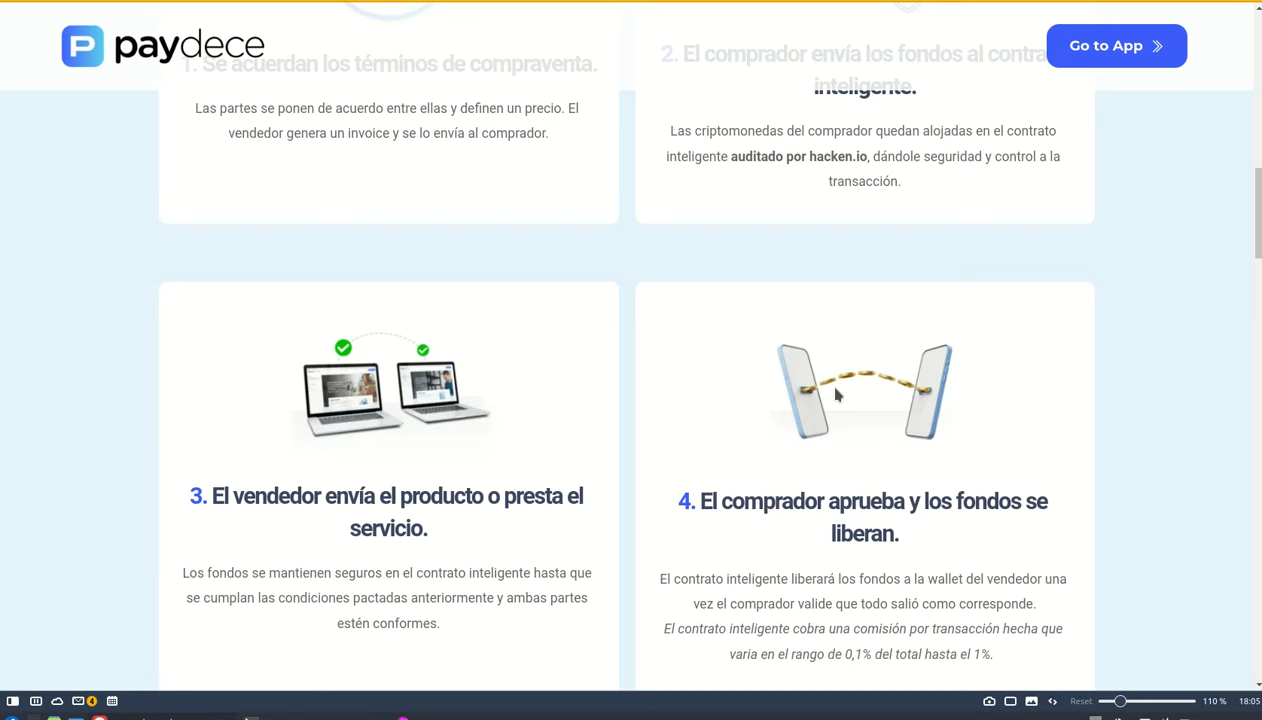 paydece
Go to App
1. Se acuerdan los términos de compraventa.
Las partes se ponen de acuerdo entre ellas y definen un precio. El
vendedor genera un invoice y se lo envía al comprador.
2. El comprador envía los fondos al
inteligente.
Las criptomonedas del comprador quedan alojadas en el contrato
inteligente auditado por hacken.io, dándole seguridad y control a la
transacción.
3. El vendedor envía el producto o presta el
servicio.
Los fondos se mantienen seguros en el contrato inteligente hasta que
se cumplan las condiciones pactadas anteriormente y ambas partes
estén conformes.
4. El comprador aprueba y los fondos se
liberan.
El contrato inteligente liberará los fondos a la wallet del vendedor una
vez el comprador valide que todo salió como corresponde.
El contrato inteligente cobra una comisión por transacción hecha que
varia en el rango de 0,1% del total hasta el 1%.
4
Reset
110 %
18:05